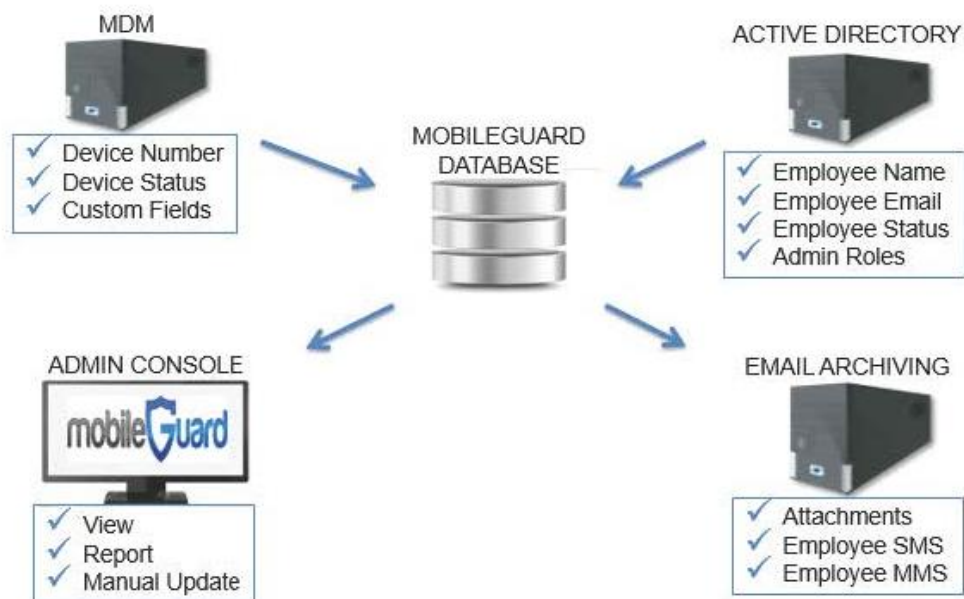 MDM
Device Number
Device Status
Custom Fields
MOBILEGUARD
DATABASE
ACTIVE DIRECTORY
Employee Name
Employee Email
Employee Status
Admin Roles
ADMIN CONSOLE
mobileGuard
View
Report
Manual Update
EMAIL ARCHIVING
Attachments
Employee SMS
Employee MMS